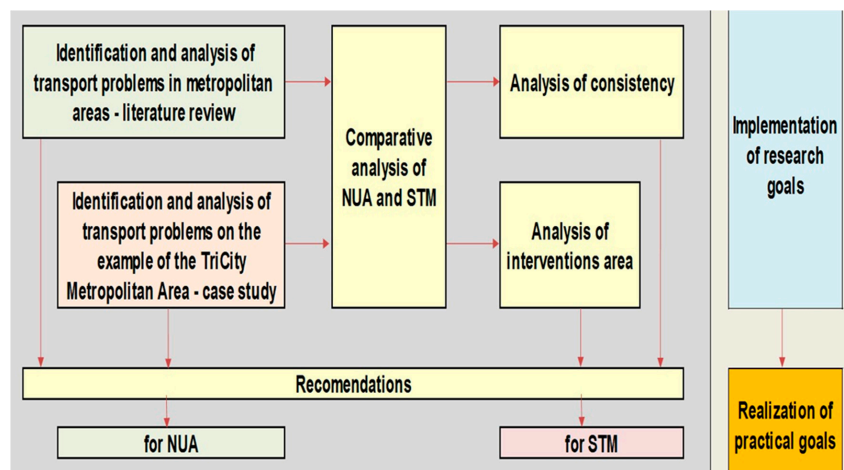 Identification and analysis of
transport problems in metropolitan
areas - literature review
Identification and analysis of
transport problems on the
example of the TriCity
Metropolitan Area - case study
Comparative
analysis of
NUA and STM
Analysis of consistency
Analysis of
interventions area
Recomendations
for NUA
for STM
Implementation
of research
goals
Realization of
practical goals